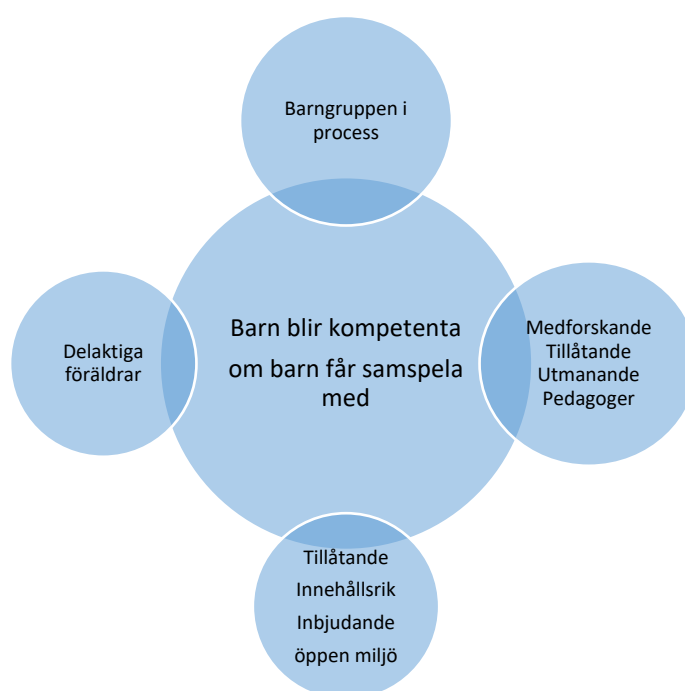 Barngruppen i
process
Delaktiga
föräldrar
Barn blir kompetenta
om barn får samspela
med
Medforskande
Tillåtande
Utmanande
Pedagoger
Tillåtande
Innehållsrik
Inbjudande
öppen miljö